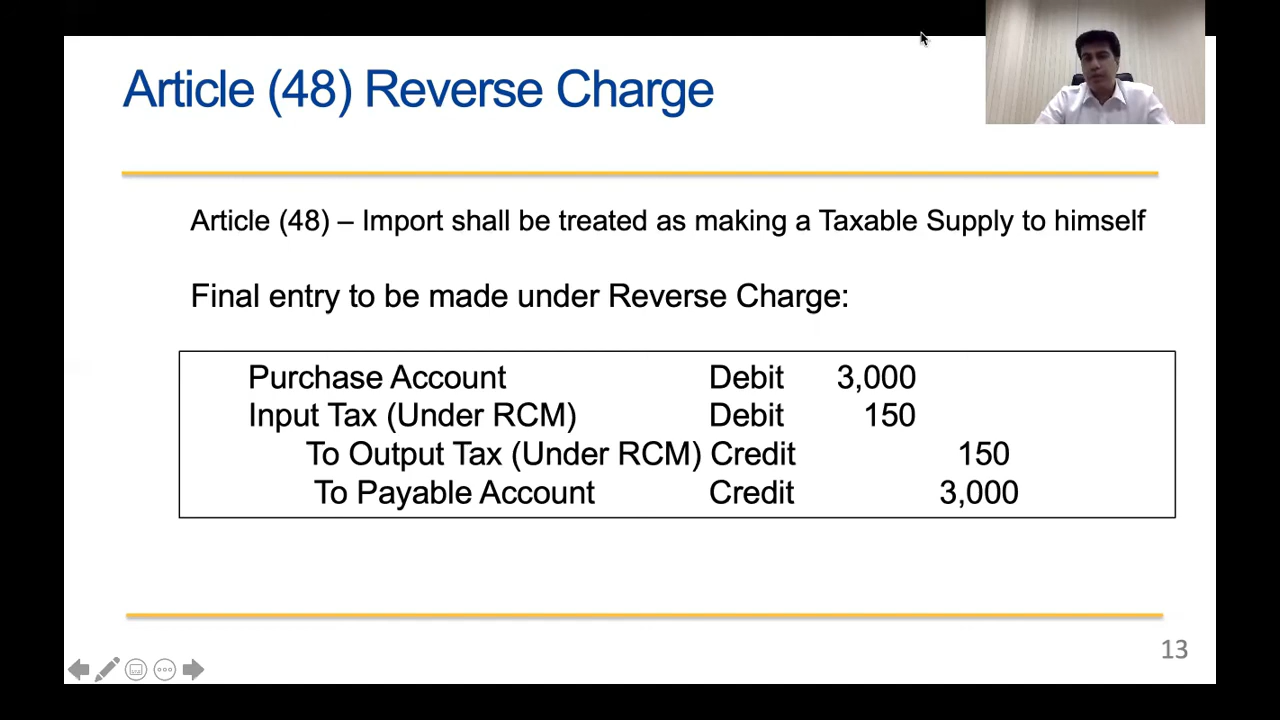 Article (48) Reverse Charge
Article (48) – Import shall be treated as making a Taxable Supply to himself
Final entry to be made under Reverse Charge:
Purchase Account Debit 3,000
Input Tax (Under RCM) Debit 150
To Output Tax (Under RCM) Credit 150
To Payable Account Credit 3,000
13